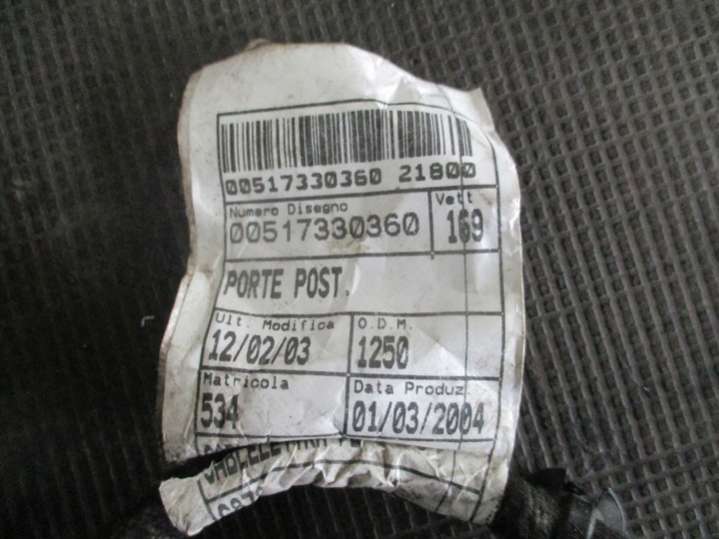 00517330360 21800
Numero Disegno
Vett
00517330360
169
PORTE POST.
Ult. Modifica
O.D.M.
12/02/03
1250
Matricola
Data Produz.
534
01/03/2004